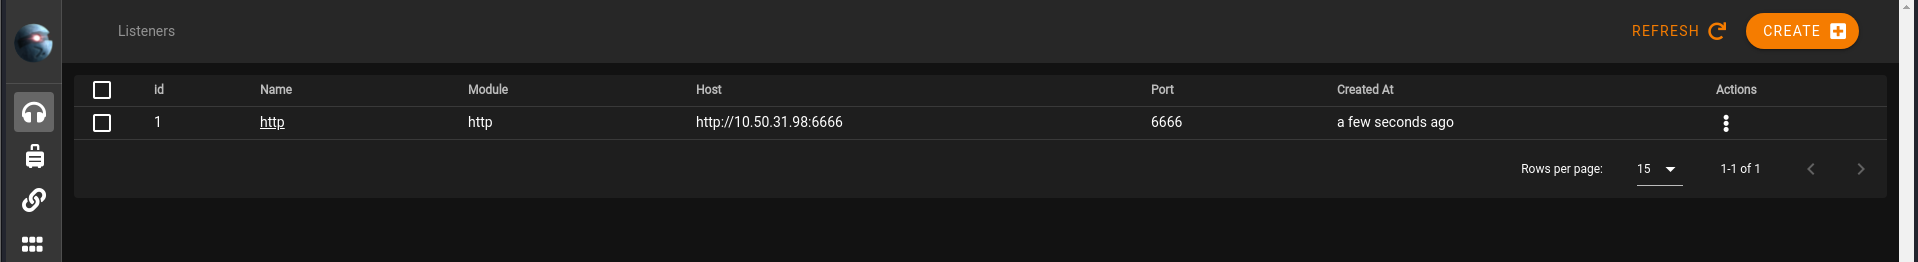 Listeners
REFRESH CREATE
id Name Module Host Port Created At Actions
1 http http http://10.50.31.98:6666 6666 a few seconds ago
Rows per page: 15 1-1 of 1